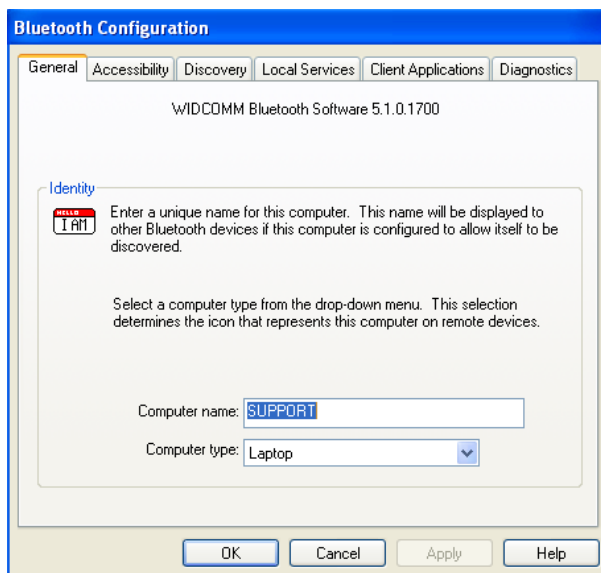 Bluetooth Configuration
General Accessibility Discovery Local Services Client Applications Diagnostics
WIDCOMM Bluetooth Software 5.1.0.1700
Identity
HELLO
I AM
Enter a unique name for this computer. This name will be displayed to
other Bluetooth devices if this computer is configured to allow itself to be
discovered.
Select a computer type from the drop-down menu. This selection
determines the icon that represents this computer on remote devices.
Computer name: SUPPORT
Computer type: Laptop
OK Cancel Apply Help